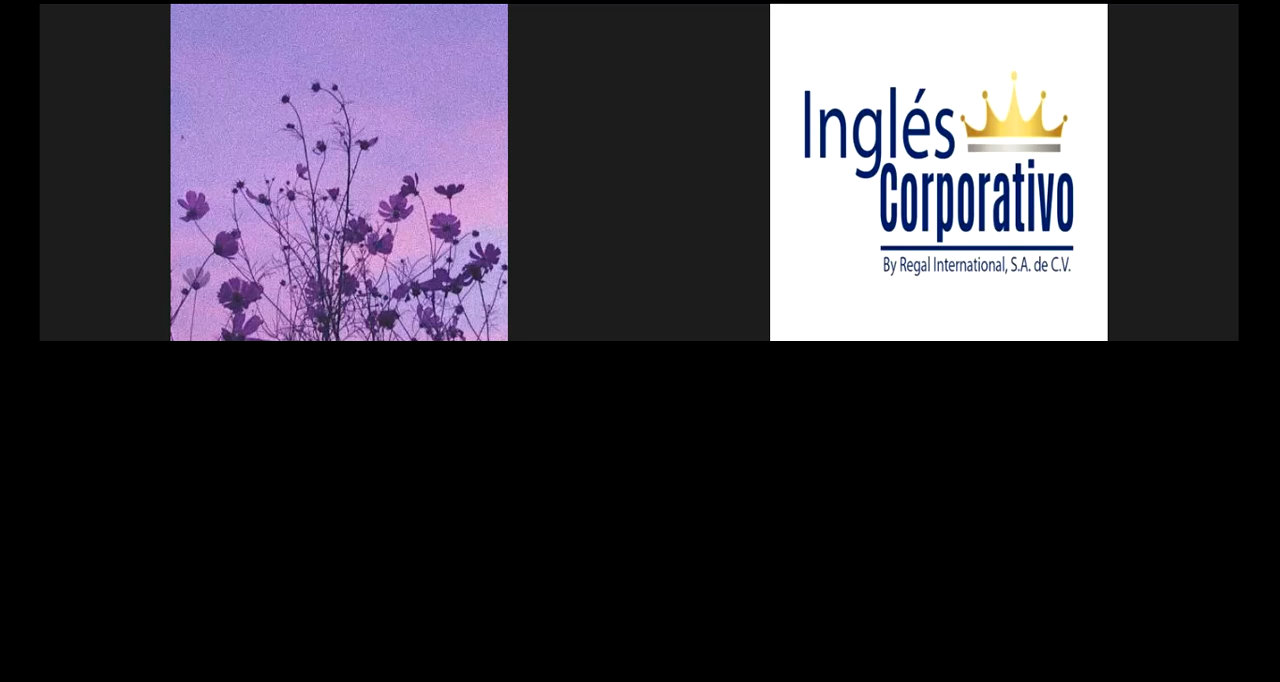 Inglés
Corporativo
By Regal International, S.A. de C.V.